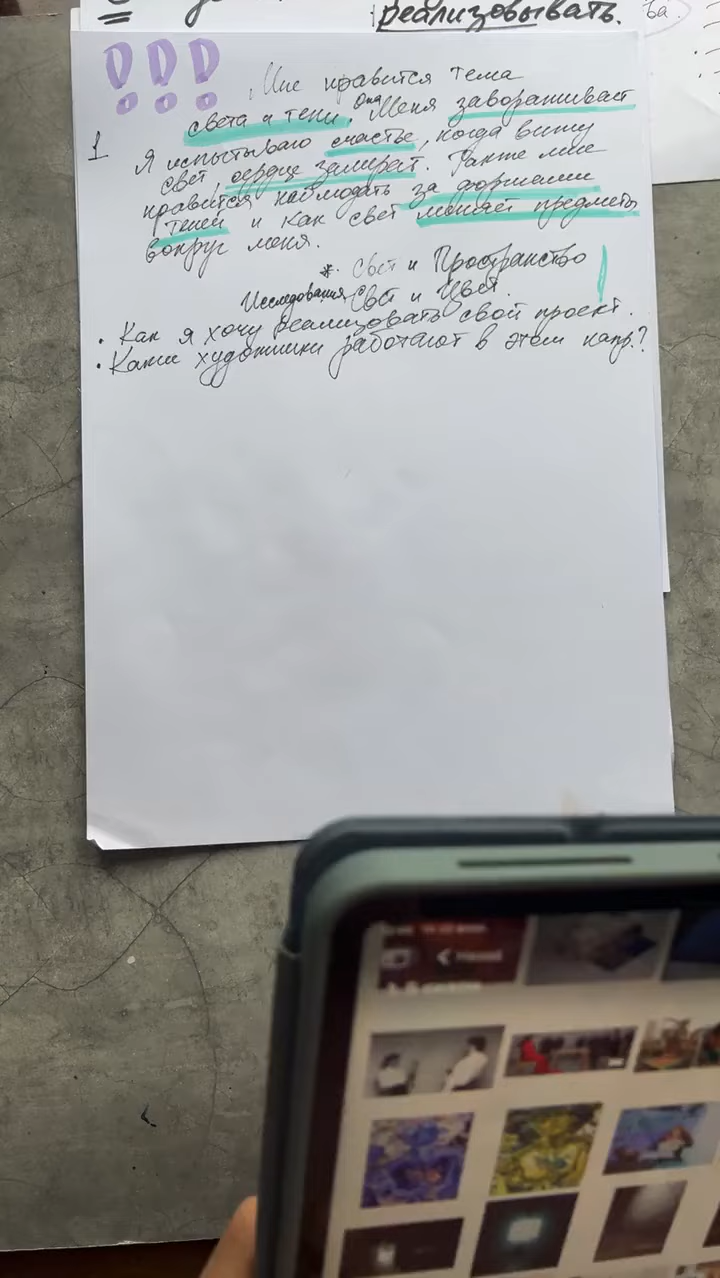 реализовывать.
Мне нравится тема
света и тени. Она Меня завораживает
1 Я испытываю счастье, когда вижу
свет, сердце замирает. Также мне
нравится наблюдать за формами
теней и как свет меняет предметы
вокруг меня.
*. Свет и Пространство
Исследования Свет и Цвет.
• Как я хочу реализовать свой проект.
• Какие художники работают в этом напр.?